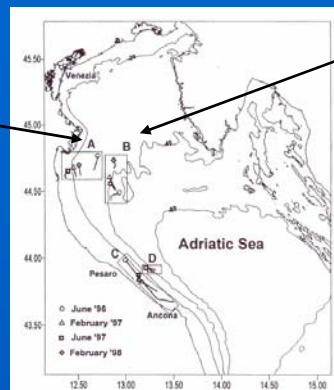 45.50
Venezia
45.00
A
B
44.50
44.00
C
D
Adriatic Sea
Pesaro
Ancona
43.50
June '96
February '97
June '97
February '98
12.50
13.00
13.50
14.00
14.50
15.00